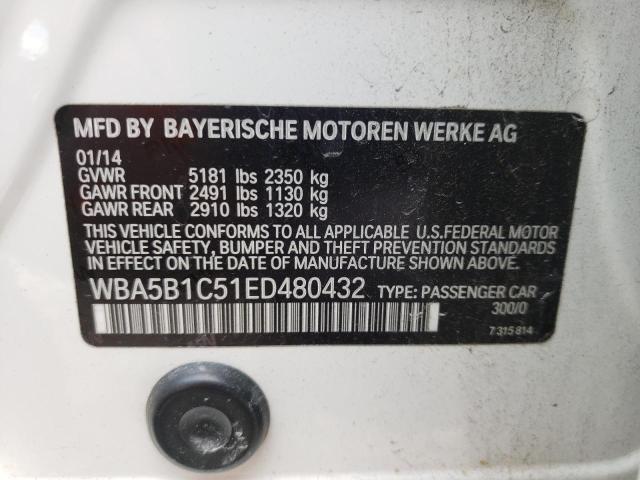 MFD BY BAYERISCHE MOTOREN WERKE AG
01/14
GVWR 5181 lbs 2350 kg
GAWR FRONT 2491 lbs 1130 kg
GAWR REAR 2910 lbs 1320 kg
THIS VEHICLE CONFORMS TO ALL APPLICABLE U.S.FEDERAL MOTOR
VEHICLE SAFETY, BUMPER AND THEFT PREVENTION STANDARDS
IN EFFECT ON THE DATE OF MANUFACTURE SHOWN ABOVE.
WBA5B1C51ED480432 TYPE: PASSENGER CAR
300/0
7 315 814